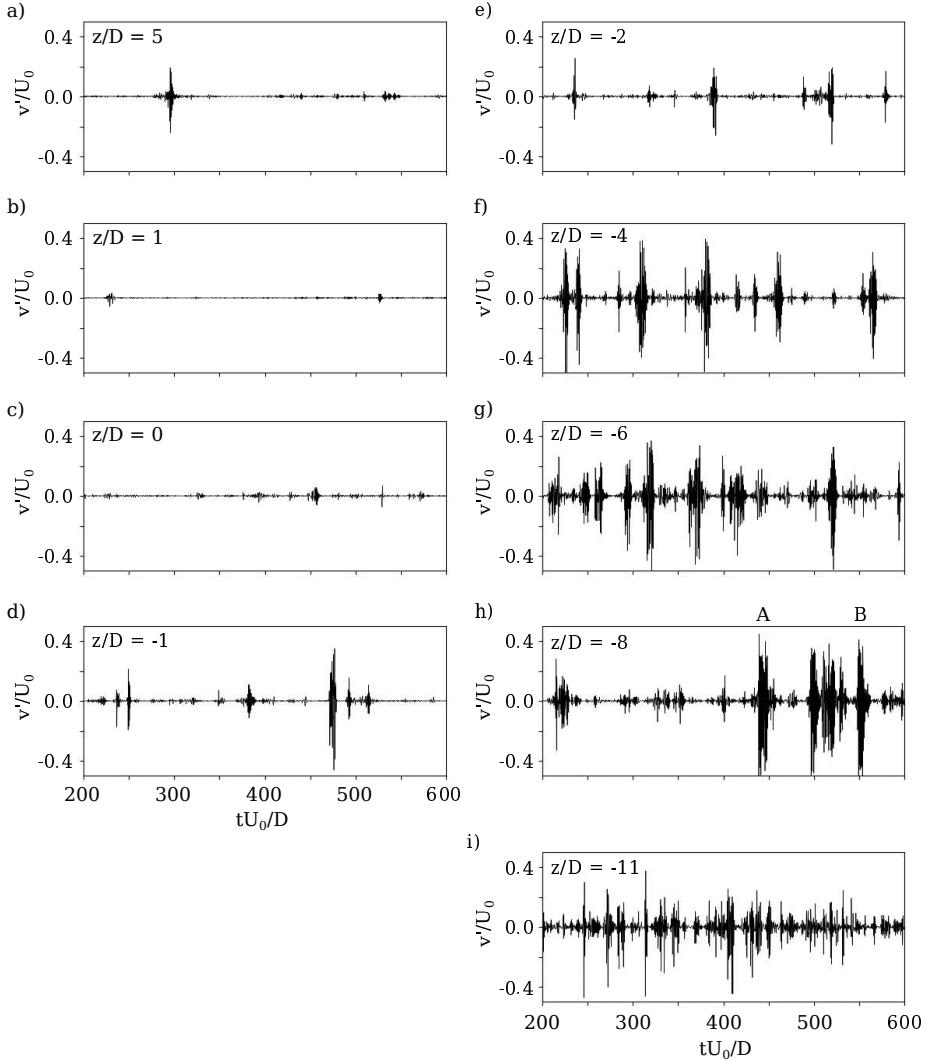 a)
z/D = 5
0.4
0.0
-0.4
v'/U0
b)
z/D = 1
0.4
0.0
-0.4
v'/U0
c)
z/D = 0
0.4
0.0
-0.4
v'/U0
d)
z/D = -1
0.4
0.0
-0.4
v'/U0
200 300 400 500 600
tU0/D
e)
z/D = -2
0.4
0.0
-0.4
v'/U0
f)
z/D = -4
0.4
0.0
-0.4
v'/U0
g)
z/D = -6
0.4
0.0
-0.4
v'/U0
h)
A B
z/D = -8
0.4
0.0
-0.4
v'/U0
i)
z/D = -11
0.4
0.0
-0.4
v'/U0
200 300 400 500 600
tU0/D